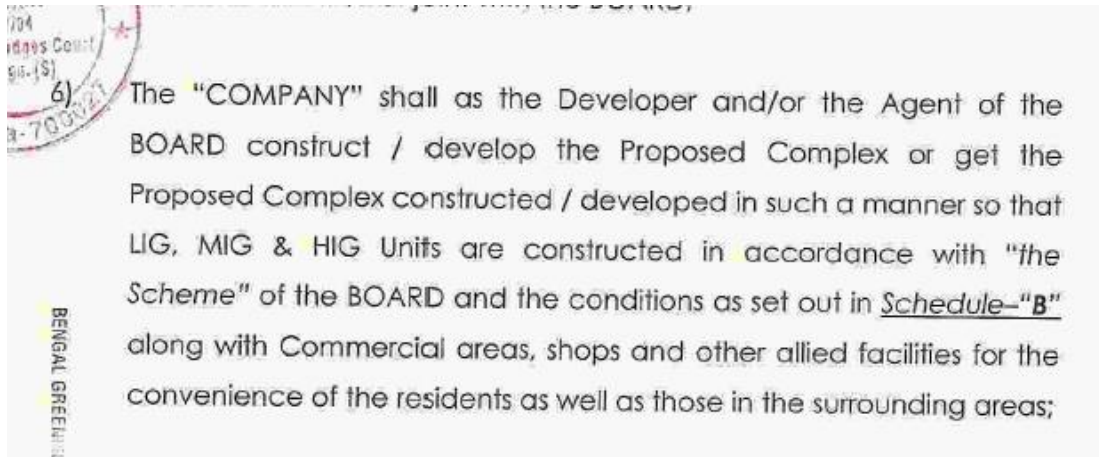 6) The "COMPANY" shall as the Developer and/or the Agent of the
BOARD construct / develop the Proposed Complex or get the
Proposed Complex constructed / developed in such a manner so that
LIG, MIG & HIG Units are constructed in accordance with "the
Scheme" of the BOARD and the conditions as set out in Schedule-"B"
along with Commercial areas, shops and other allied facilities for the
convenience of the residents as well as those in the surrounding areas;
BENGAL GREEN